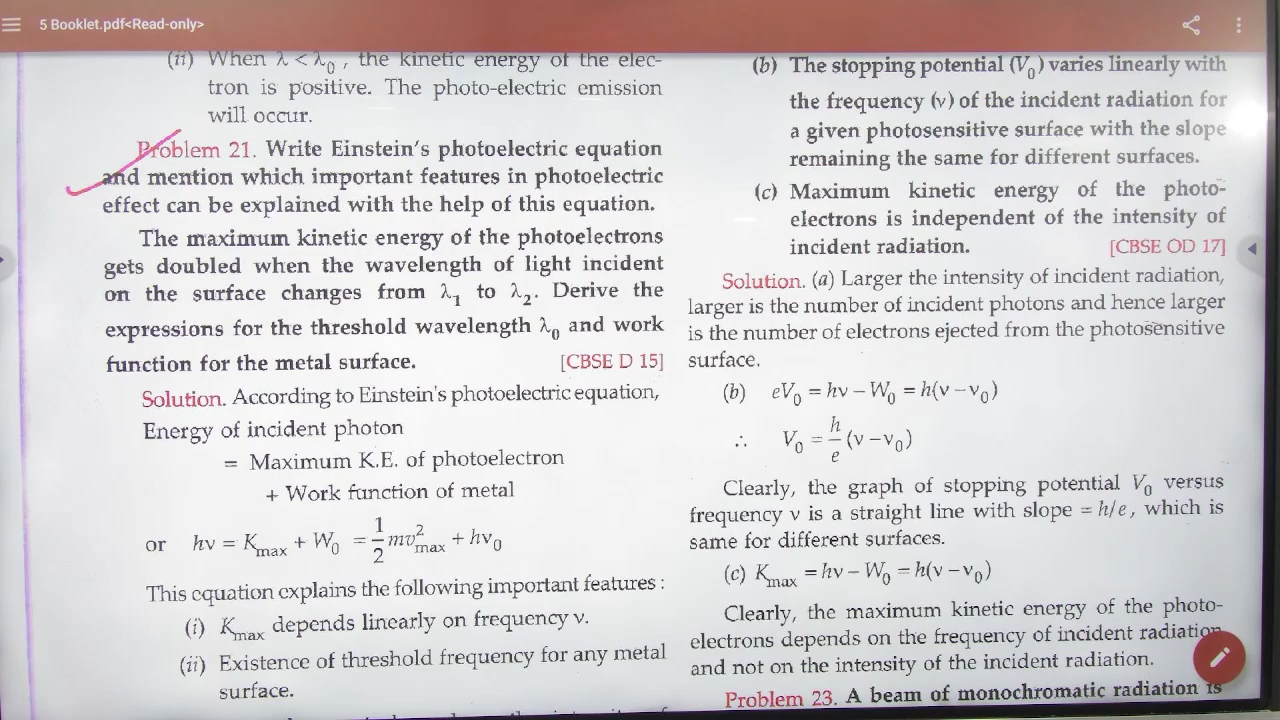 5 Booklet.pdf<Read-only>
(ii) When λ < λ₀, the kinetic energy of the elec-
tron is positive. The photo-electric emission
will occur.
Problem 21. Write Einstein's photoelectric equation
and mention which important features in photoelectric
effect can be explained with the help of this equation.
The maximum kinetic energy of the photoelectrons
gets doubled when the wavelength of light incident
on the surface changes from λ₁ to λ₂. Derive the
expressions for the threshold wavelength λ₀ and work
function for the metal surface. [CBSE D 15]
Solution. According to Einstein's photoelectric equation,
Energy of incident photon
= Maximum K.E. of photoelectron
+ Work function of metal
or hν = K_max + W₀ = 1/2 mv²_max + hν₀
This equation explains the following important features :
(i) K_max depends linearly on frequency ν.
(ii) Existence of threshold frequency for any metal
surface.
(b) The stopping potential (V₀) varies linearly with
the frequency (ν) of the incident radiation for
a given photosensitive surface with the slope
remaining the same for different surfaces.
(c) Maximum kinetic energy of the photo-
electrons is independent of the intensity of
incident radiation. [CBSE OD 17]
Solution. (a) Larger the intensity of incident radiation,
larger is the number of incident photons and hence larger
is the number of electrons ejected from the photosensitive
surface.
(b) eV₀ = hν − W₀ = h(ν − ν₀)
∴ V₀ = h/e (ν − ν₀)
Clearly, the graph of stopping potential V₀ versus
frequency ν is a straight line with slope = h/e, which is
same for different surfaces.
(c) K_max = hν − W₀ = h(ν − ν₀)
Clearly, the maximum kinetic energy of the photo-
electrons depends on the frequency of incident radiation
and not on the intensity of the incident radiation.
Problem 23. A beam of monochromatic radiation is